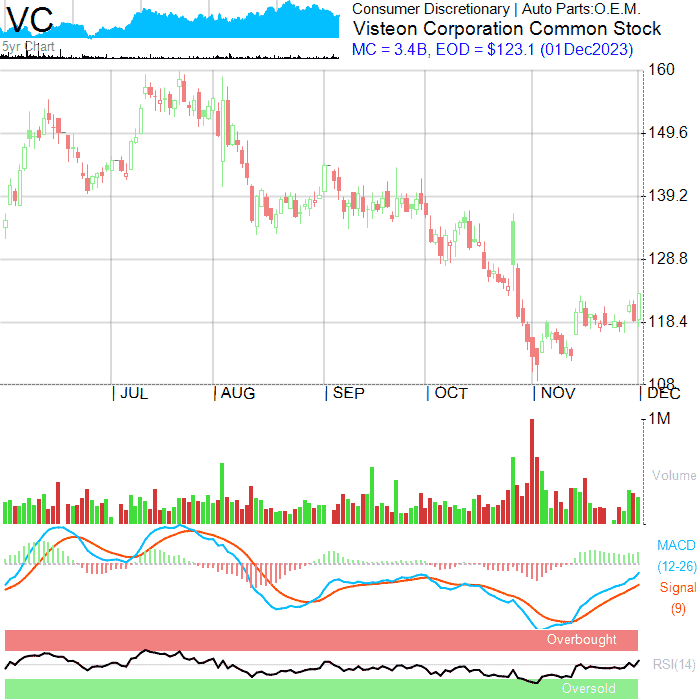 VC
5yr Chart
Consumer Discretionary | Auto Parts:O.E.M.
Visteon Corporation Common Stock
MC = 3.4B, EOD = $123.1 (01Dec2023)
160
149.6
139.2
128.8
118.4
108
| JUL | AUG | SEP | OCT | NOV | DEC
1M
Volume
MACD
(12-26)
Signal
(9)
Overbought
RSI(14)
Oversold